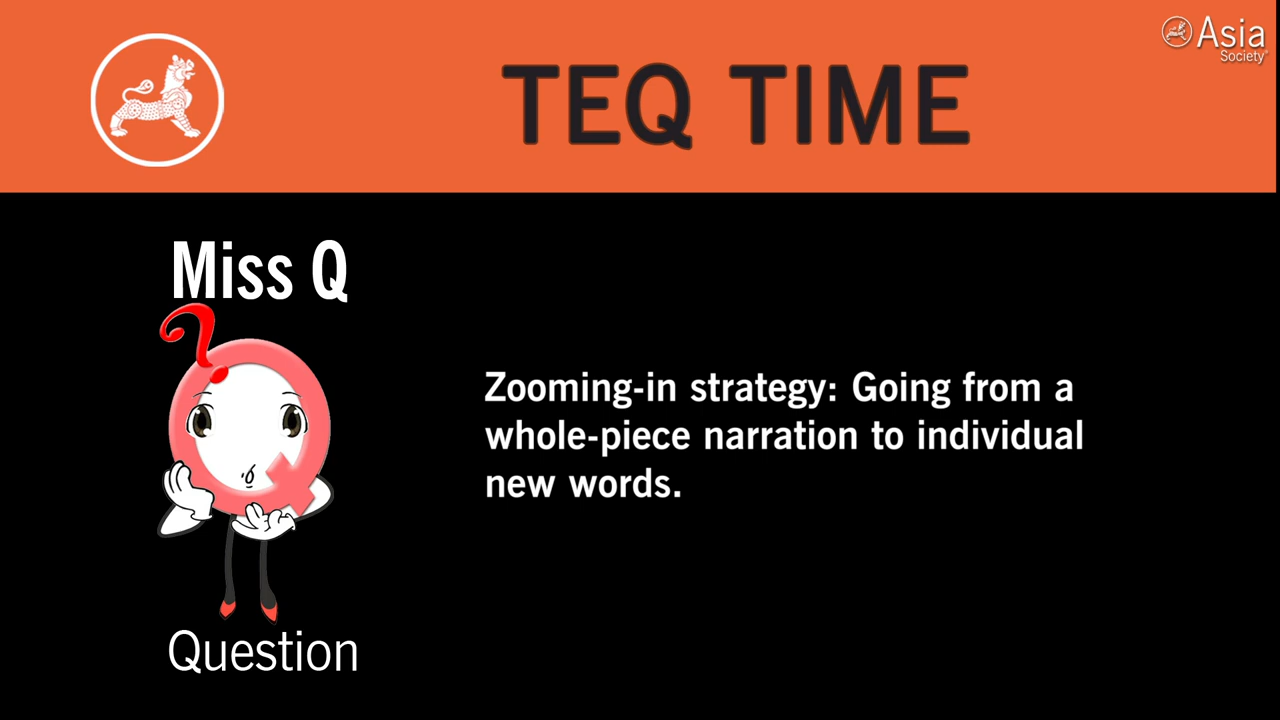 Asia
Society
TEQ TIME
Miss Q
?
Zooming-in strategy: Going from a
whole-piece narration to individual
new words.
Question